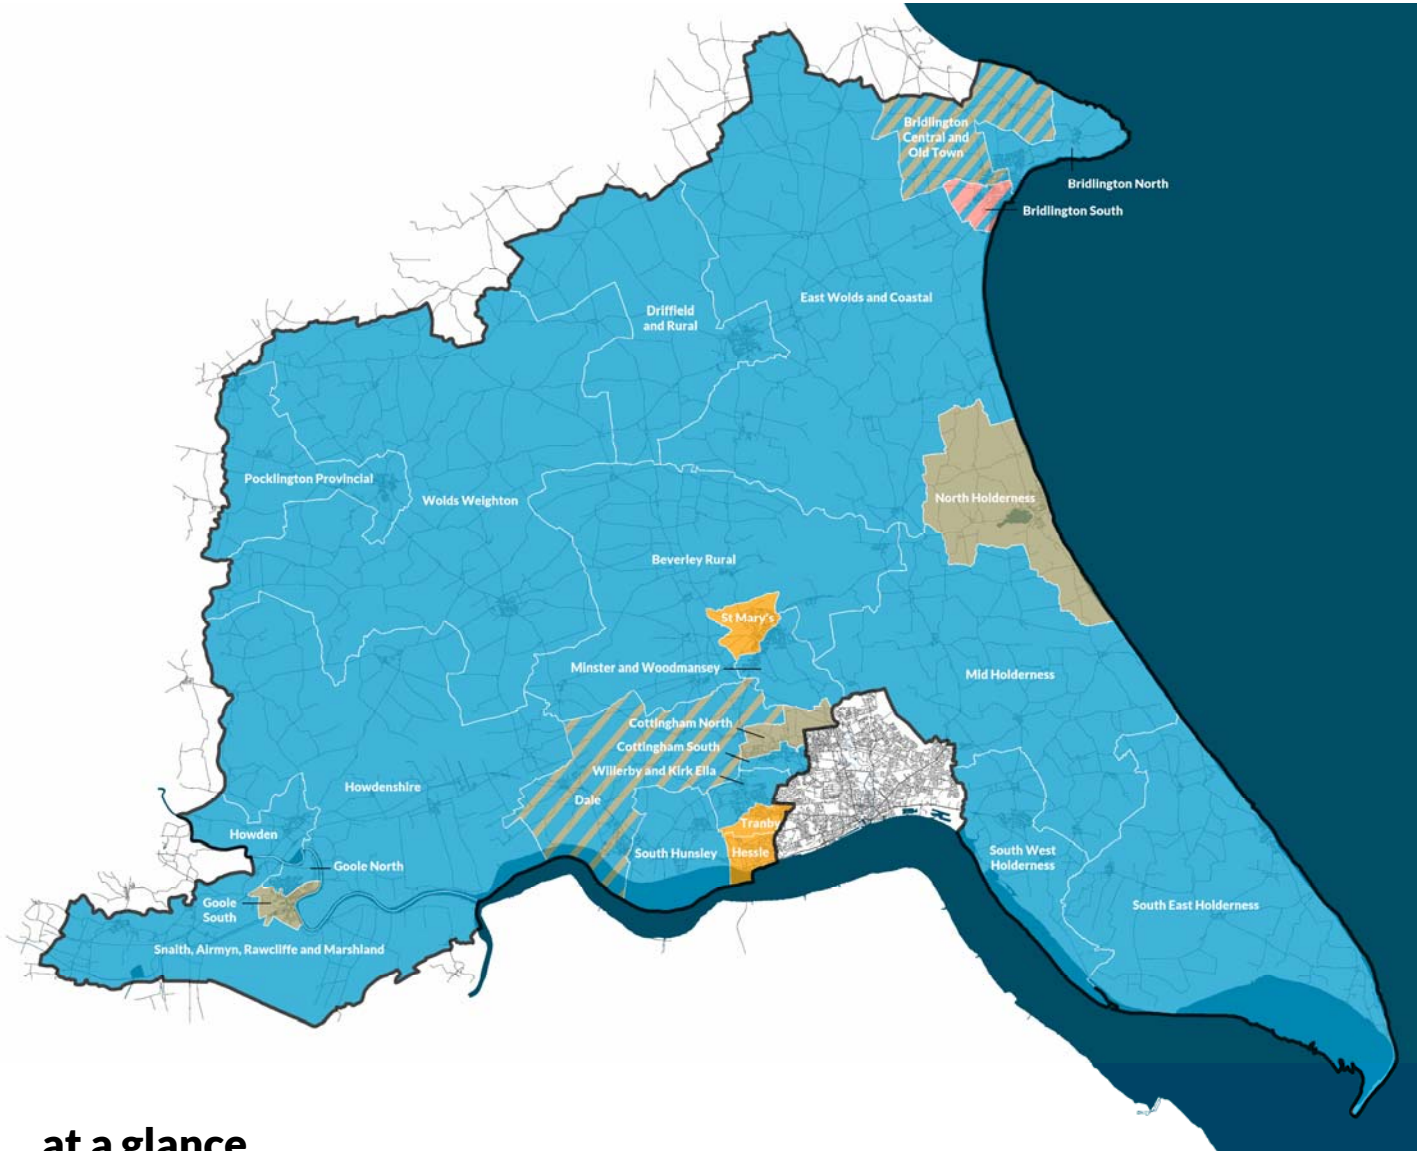 Bridlington
Central and
Old Town
Bridlington North
Bridlington South
East Wolds and Coastal
Driffield
and Rural
Pocklington Provincial
Wolds Weighton
North Holderness
Beverley Rural
St Mary's
Minster and Woodmansey
Mid Holderness
Cottingham North
Cottingham South
Willerby and Kirk Ella
Howdenshire
Dale
Tranby
Howden
South Hunsley
Hessle
South West
Holderness
Goole North
Goole
South
South East Holderness
Snaith, Airmyn, Rawcliffe and Marshland
at a glance